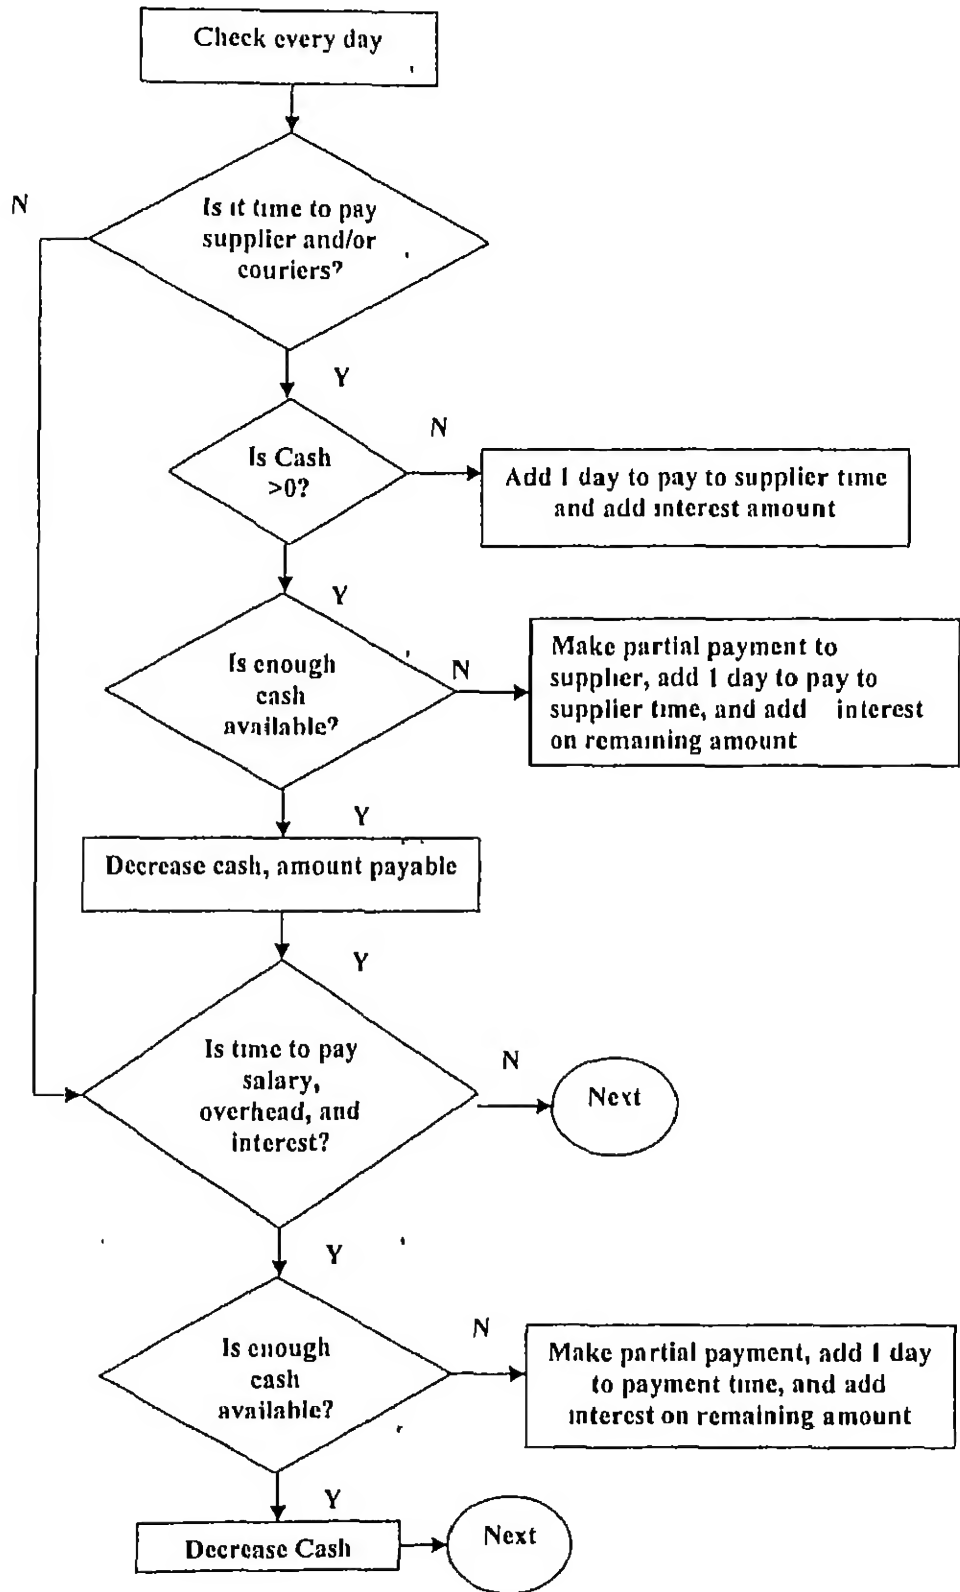 Check every day
N
Is it time to pay
supplier and/or
couriers?
Y
Is Cash
>0?
N
Add 1 day to pay to supplier time
and add interest amount
Y
Is enough
cash
available?
N
Make partial payment to
supplier, add 1 day to pay to
supplier time, and add interest
on remaining amount
Y
Decrease cash, amount payable
Y
Is time to pay
salary,
overhead, and
interest?
N
Next
Y
Is enough
cash
available?
N
Make partial payment, add 1 day
to payment time, and add
interest on remaining amount
Y
Decrease Cash
Next